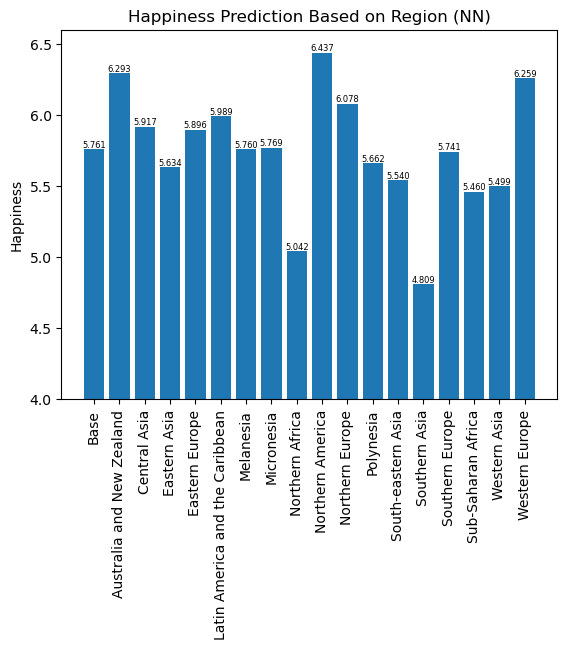 Happiness Prediction Based on Region (NN)
Happiness
6.5
6.0
5.5
5.0
4.5
4.0
5.761
6.293
5.917
5.634
5.896
5.989
5.760
5.769
5.042
6.437
6.078
5.662
5.540
4.809
5.741
5.460
5.499
6.259
Base
Australia and New Zealand
Central Asia
Eastern Asia
Eastern Europe
Latin America and the Caribbean
Melanesia
Micronesia
Northern Africa
Northern America
Northern Europe
Polynesia
South-eastern Asia
Southern Asia
Southern Europe
Sub-Saharan Africa
Western Asia
Western Europe